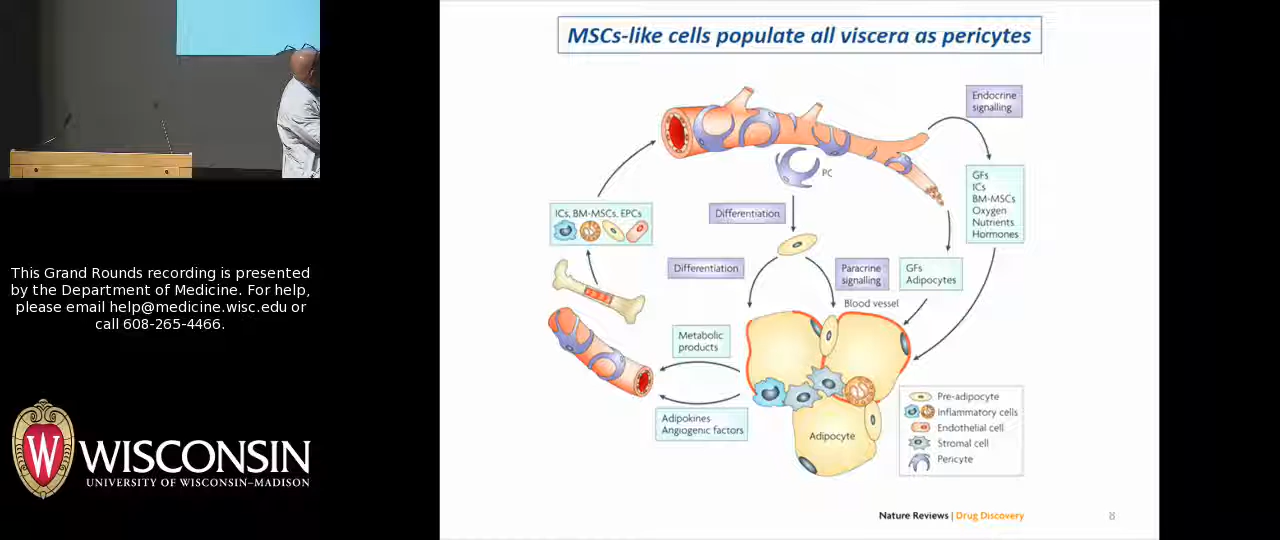 MSCs-like cells populate all viscera as pericytes
Endocrine
signalling
GFs
ICs
BM-MSCs
Oxygen
Nutrients
Hormones
PC
ICs, BM-MSCs, EPCs
Differentiation
Differentiation
Paracrine
signalling
GFs
Adipocytes
Blood vessel
Metabolic
products
Adipokines
Angiogenic factors
Adipocyte
Pre-adipocyte
Inflammatory cells
Endothelial cell
Stromal cell
Pericyte
Nature Reviews | Drug Discovery
8
This Grand Rounds recording is presented
by the Department of Medicine. For help,
please email help@medicine.wisc.edu or
call 608-265-4466.
W
WISCONSIN
UNIVERSITY OF WISCONSIN–MADISON